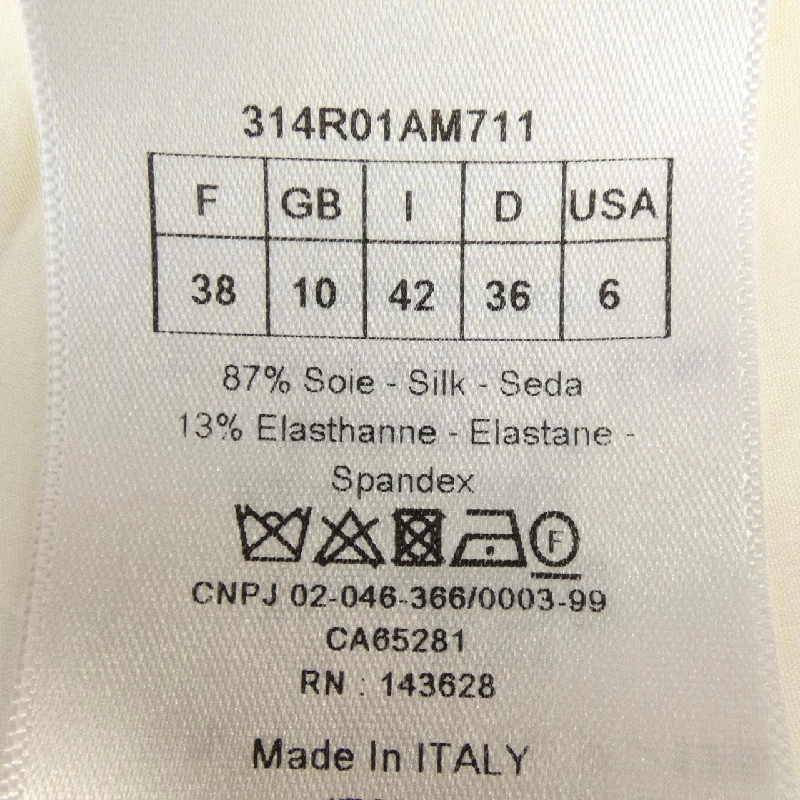 314R01AM711
F GB I D USA
38 10 42 36 6
87% Soie - Silk - Seda
13% Elasthanne - Elastane -
Spandex
F
CNPJ 02-046-366/0003-99
CA65281
RN : 143628
Made In ITALY